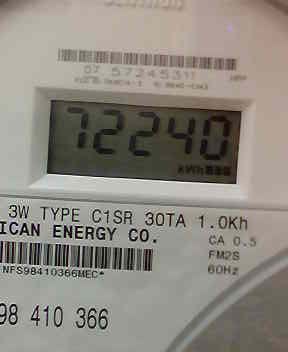 07 5724531
72240
kWh
3W TYPE C1SR 30TA 1.0Kh
ICAN ENERGY CO.
CA 0.5
FM2S
60Hz
NFS98410366MEC*
98 410 366